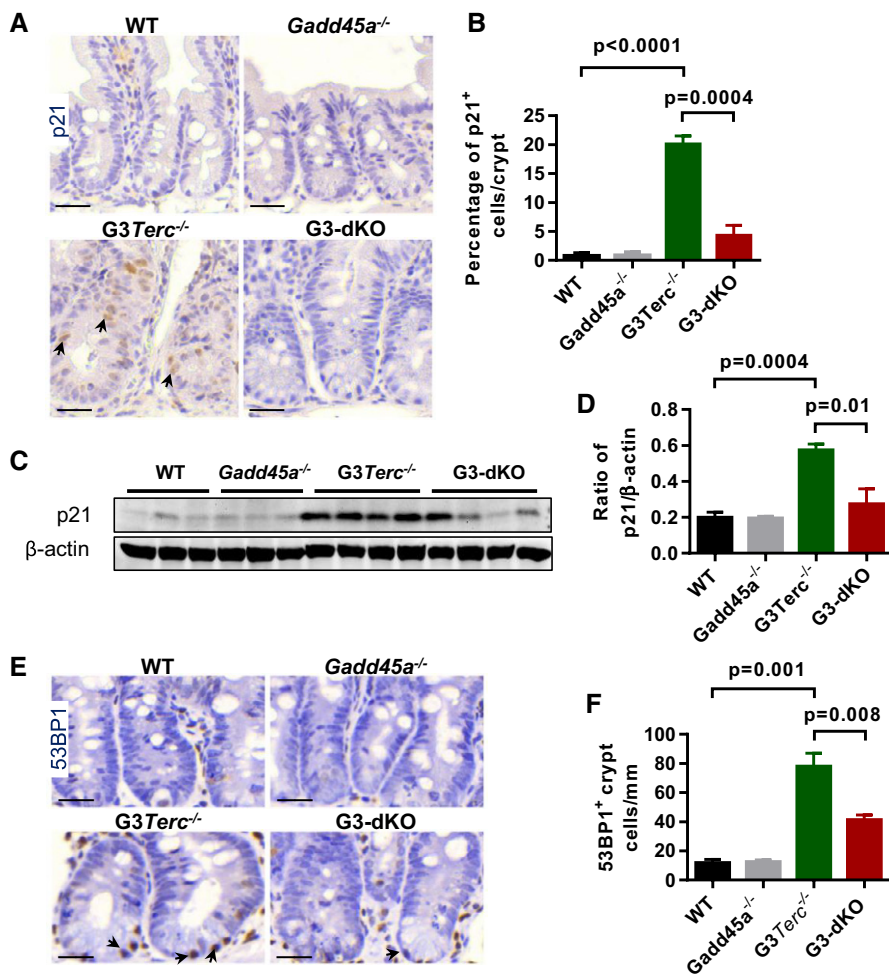 A
WT
Gadd45a-/-
p21
G3Terc-/-
G3-dKO
B
p<0.0001
p=0.0004
Percentage of p21+
cells/crypt
25
20
15
10
5
0
WT
Gadd45a-/-
G3Terc-/-
G3-dKO
C
WT
Gadd45a-/-
G3Terc-/-
G3-dKO
p21
β-actin
D
p=0.0004
p=0.01
Ratio of
p21/β-actin
0.8
0.6
0.4
0.2
0.0
WT
Gadd45a-/-
G3Terc-/-
G3-dKO
E
WT
Gadd45a-/-
53BP1
G3Terc-/-
G3-dKO
F
p=0.001
p=0.008
53BP1+ crypt
cells/mm
100
80
60
40
20
0
WT
Gadd45a-/-
G3Terc-/-
G3-dKO